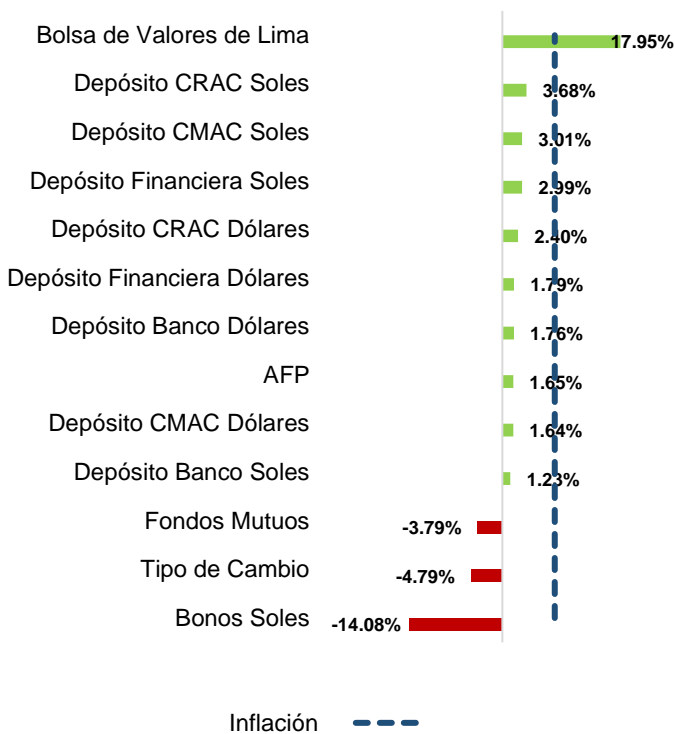 Bolsa de Valores de Lima 17.95%
Depósito CRAC Soles 3.68%
Depósito CMAC Soles 3.01%
Depósito Financiera Soles 2.99%
Depósito CRAC Dólares 2.40%
Depósito Financiera Dólares 1.79%
Depósito Banco Dólares 1.76%
AFP 1.65%
Depósito CMAC Dólares 1.64%
Depósito Banco Soles 1.23%
Fondos Mutuos -3.79%
Tipo de Cambio -4.79%
Bonos Soles -14.08%
Inflación